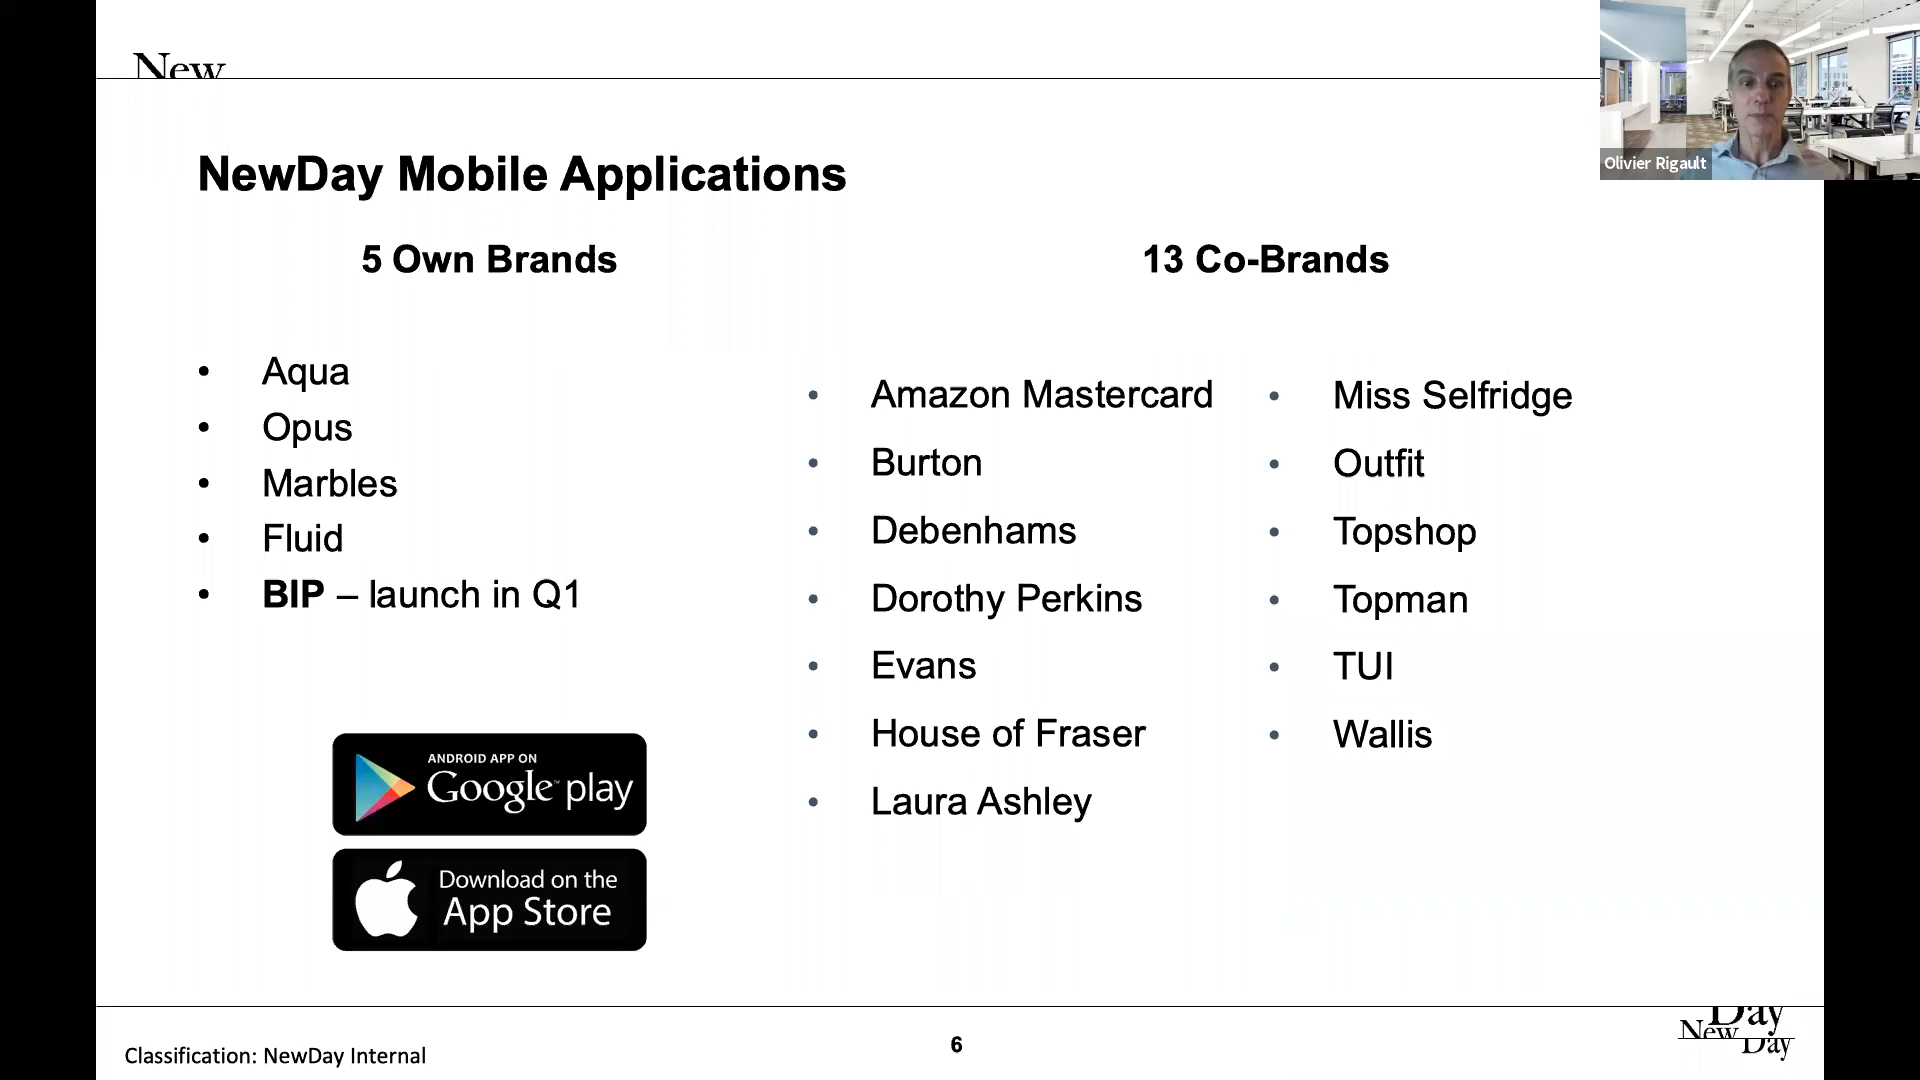 New
Olivier Rigault
NewDay Mobile Applications
5 Own Brands
• Aqua
• Opus
• Marbles
• Fluid
• BIP – launch in Q1
ANDROID APP ON
Google™ play
Download on the
App Store
13 Co-Brands
• Amazon Mastercard
• Burton
• Debenhams
• Dorothy Perkins
• Evans
• House of Fraser
• Laura Ashley
• Miss Selfridge
• Outfit
• Topshop
• Topman
• TUI
• Wallis
Classification: NewDay Internal
6
Day
New
Day